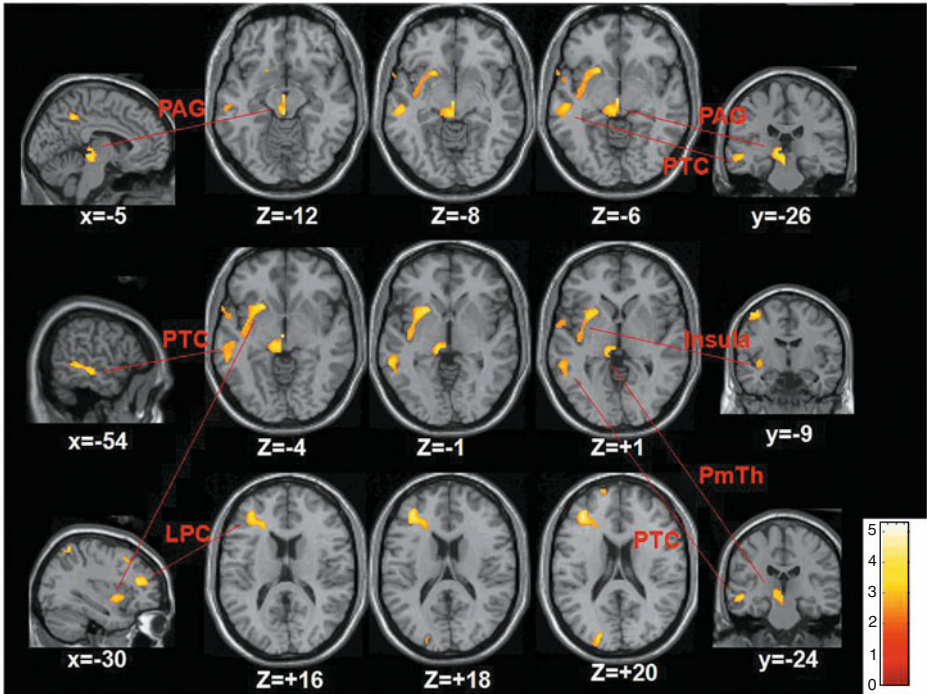 PAG
PAG
PTC
x=-5
Z=-12
Z=-8
Z=-6
y=-26
PTC
Insula
x=-54
Z=-4
Z=-1
Z=+1
y=-9
PmTh
LPC
PTC
x=-30
Z=+16
Z=+18
Z=+20
y=-24
5
4
3
2
1
0